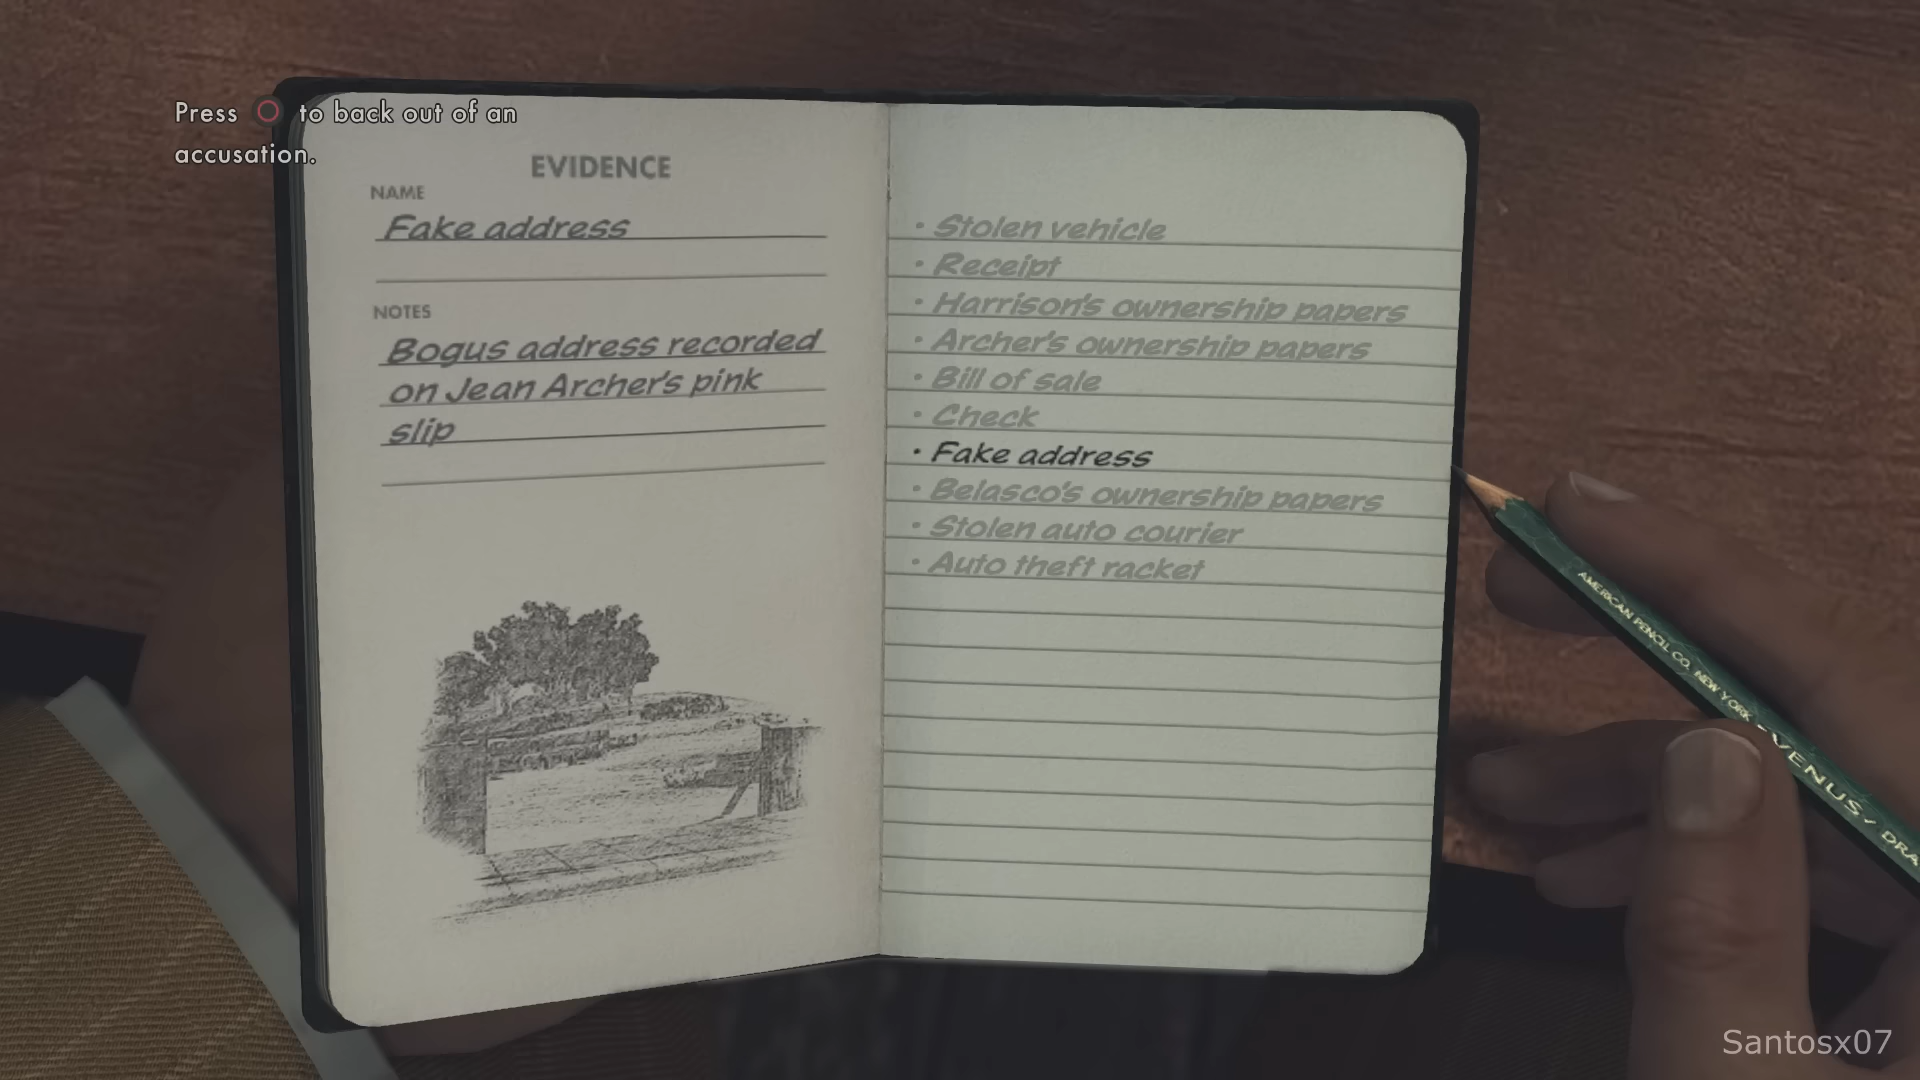 Press to back out of an
accusation.
EVIDENCE
NAME
Fake address
NOTES
Bogus address recorded
on Jean Archer's pink
slip
• Stolen vehicle
• Receipt
• Harrison's ownership papers
• Archer's ownership papers
• Bill of sale
• Check
• Fake address
• Belasco's ownership papers
• Stolen auto courier
• Auto theft racket
AMERICAN PENCIL CO. NEW YORK VENUS DRA
Santosx07